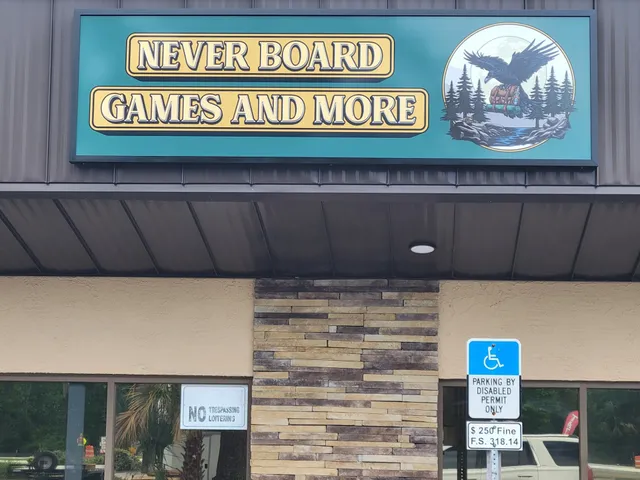 NEVER BOARD
GAMES AND MORE
NO TRESPASSING
LOITERING
PARKING BY
DISABLED
PERMIT
ONLY
$ 250 Fine
F.S. 318.14